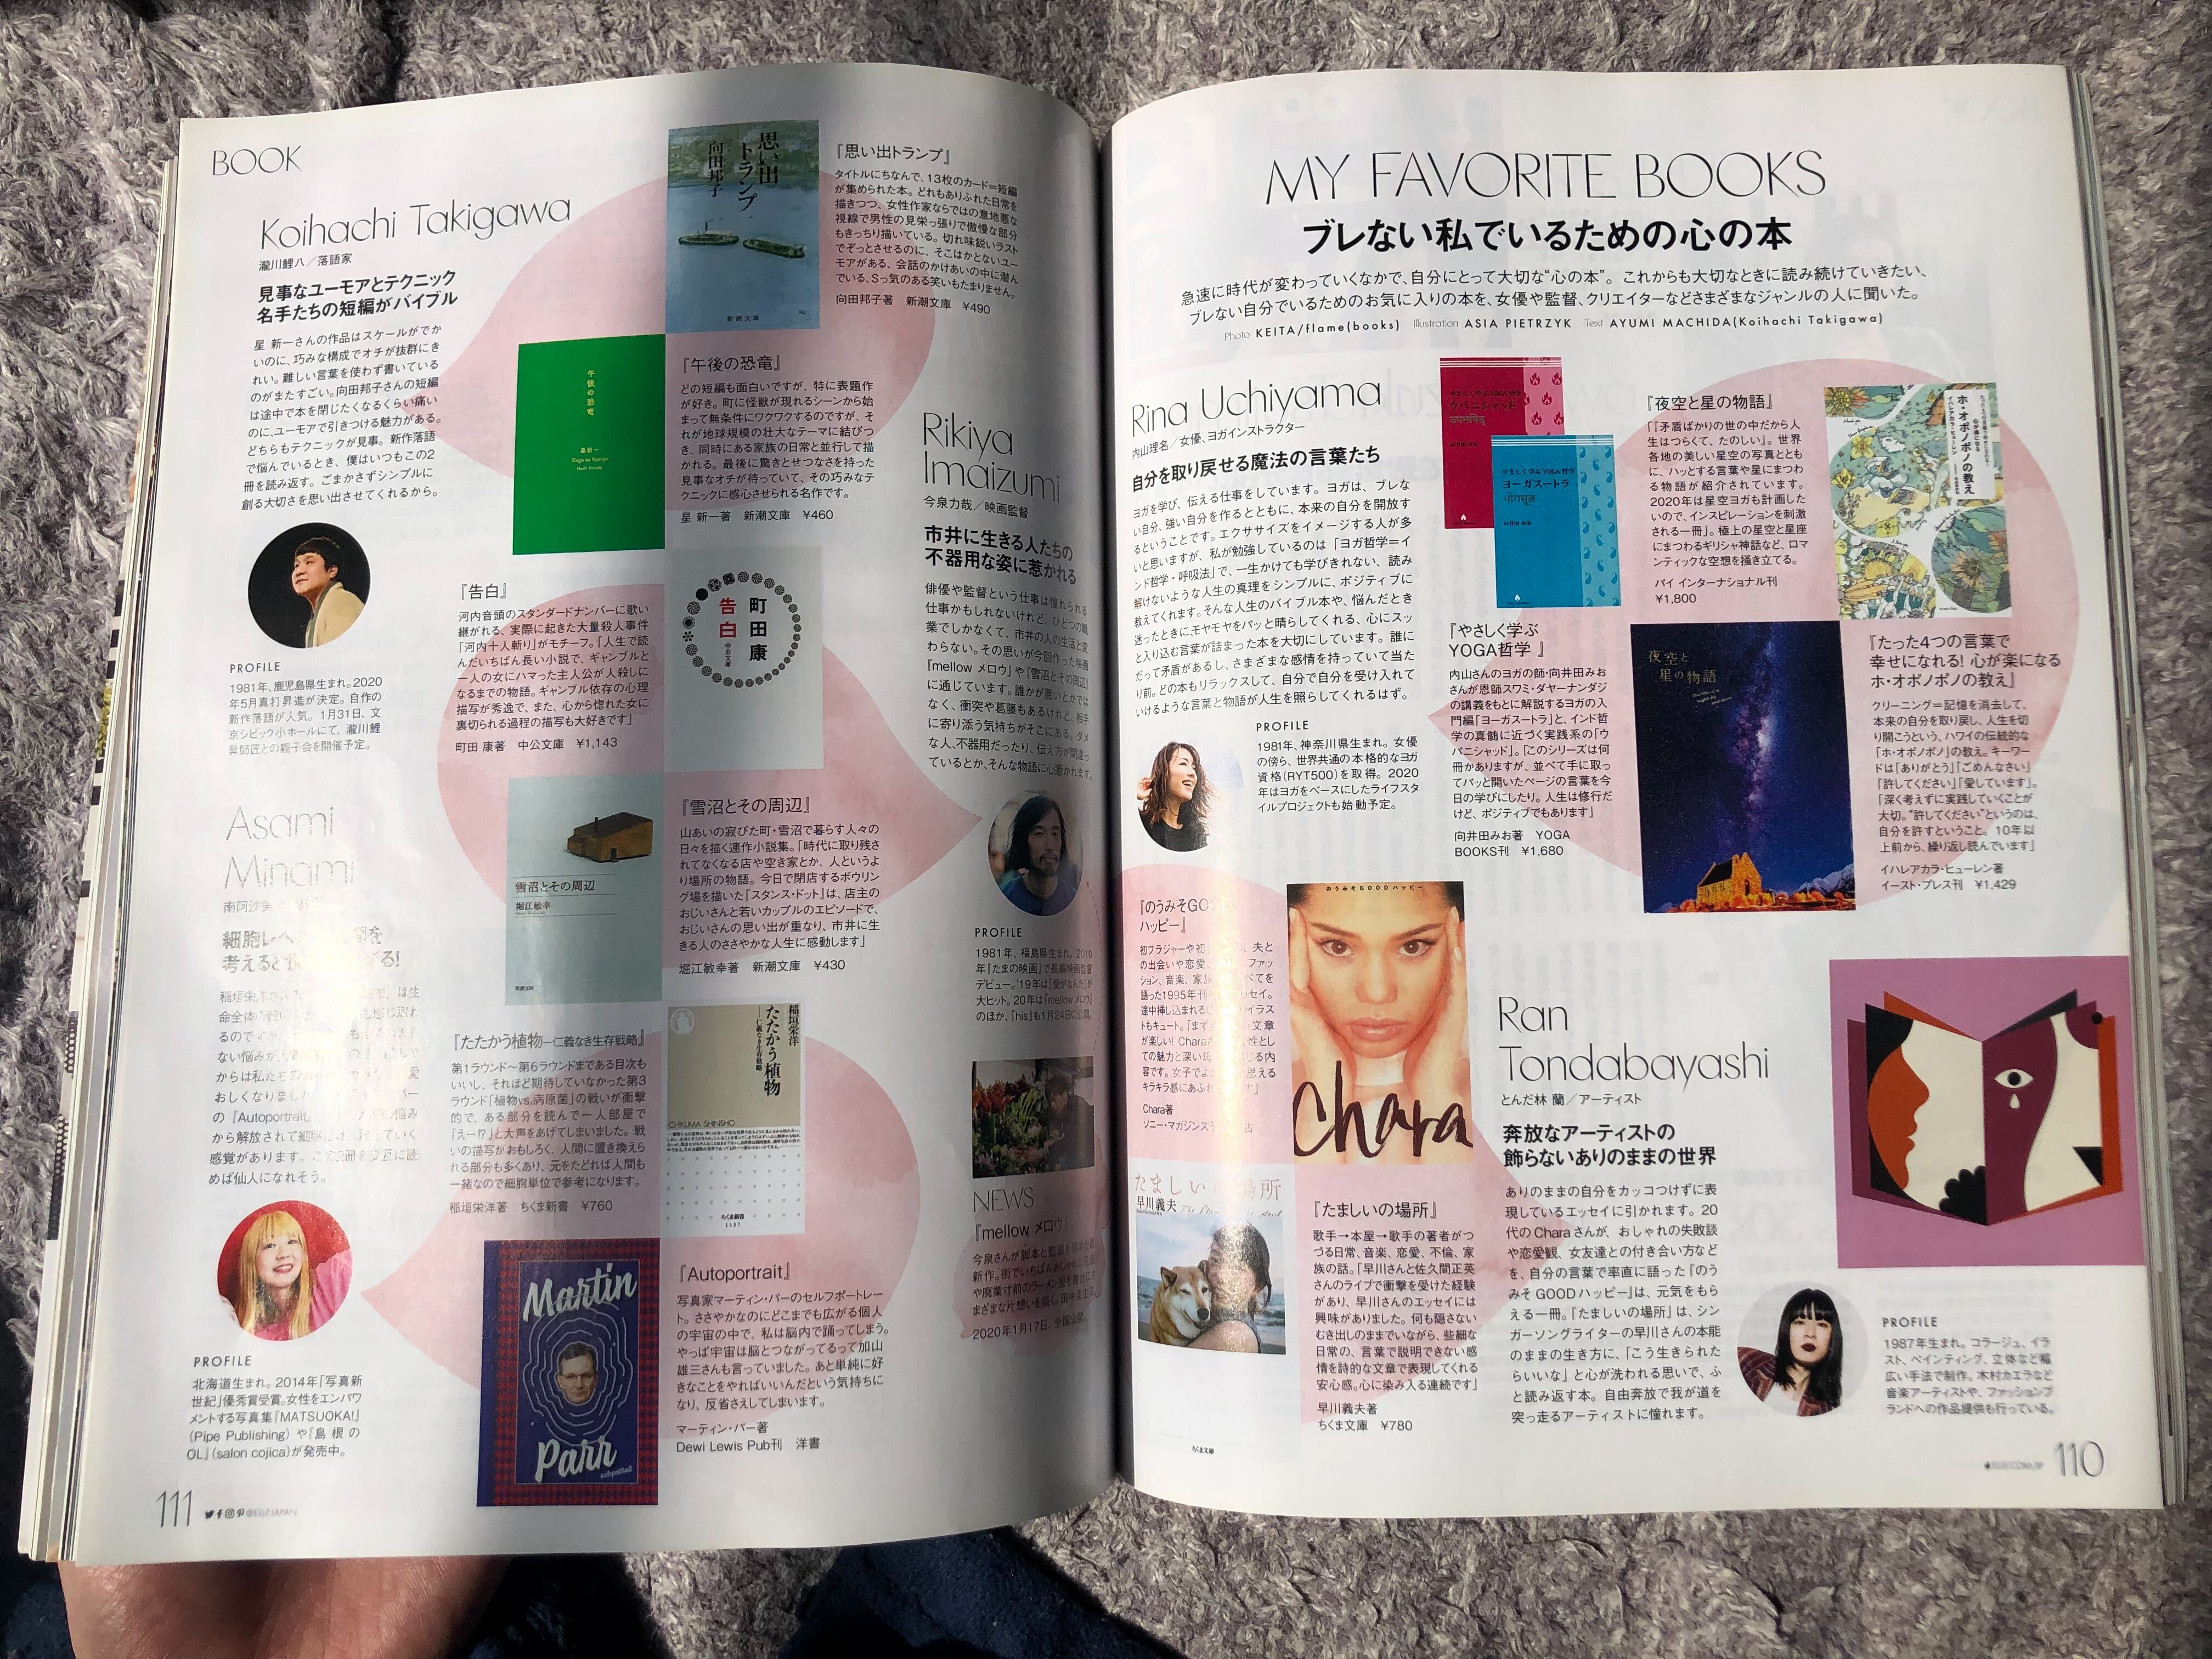 MY FAVORITE BOOKS
ブレない私でいるための心の本
急速に時代が変わっていくなかで、自分にとって大切な“心の本”。これからも大切なときに読み続けていきたい、
ブレない自分でいるためのお気に入りの本を、女優や監督、クリエイターなどさまざまなジャンルの人に聞いた。
Photo KEITA/flame(books) Illustration ASIA PIETRZYK Text AYUMI MACHIDA(Koihachi Takigawa)
Rina Uchiyama
内山理名／女優、ヨガインストラクター
自分を取り戻せる魔法の言葉たち
ヨガを学び、伝える仕事をしています。ヨガは、ブレな
い自分、強い自分を作るとともに、本来の自分を開放す
るということです。エクササイズをイメージする人が多
いと思いますが、私が勉強しているのは「ヨガ哲学＝イ
ンド哲学・呼吸法」で、一生かけても学びきれない、読み
解けないような人生の真理をシンプルに、ポジティブに
教えてくれます。そんな人生のバイブル本や、悩んだとき
迷ったときにモヤモヤをパッと晴らしてくれる、心にスッ
と入り込む言葉が詰まった本を大切にしています。誰に
だって矛盾があるし、さまざまな感情を持っていて当た
り前。どの本もリラックスして、自分で自分を受け入れて
いけるような言葉と物語が人生を照らしてくれるはず。
PROFILE
1981年、神奈川県生まれ。女優
の傍ら、世界共通の本格的なヨガ
資格(RYT500)を取得。2020
年はヨガをベースにしたライフスタ
イルプロジェクトも始動予定。
やさしく学ぶYOGA哲学
ウパニシャッド
やさしく学ぶYOGA哲学
ヨーガスートラ
向井田みお
『やさしく学ぶ
YOGA哲学 』
内山さんのヨガの師・向井田みお
さんが恩師スワミ・ダヤーナンダジ
の講義をもとに解説するヨガの入
門編「ヨーガスートラ」と、インド哲
学の真髄に近づく実践系の「ウ
パニシャッド」。「このシリーズは何
冊かありますが、並べて手に取っ
てパッと開いたページの言葉を今
日の学びにしたり。人生は修行だ
けど、ポジティブでもあります」
向井田みお著 YOGA
BOOKS刊 ¥1,680
『夜空と星の物語』
「『矛盾ばかりの世の中だから人
生はつらくて、たのしい』。世界
各地の美しい星空の写真ととも
に、ハッとする言葉や星にまつわ
る物語が紹介されています。
2020年は星空ヨガも計画した
いので、インスピレーションを刺激
される一冊」。極上の星空と星座
にまつわるギリシャ神話など、ロマ
ンティックな空想を掻き立てる。
パイ インターナショナル刊
¥1,800
夜空と
星の物語
ホ・オポノポノの教え
イハレアカラ・ヒューレン
『たった4つの言葉で
幸せになれる! 心が楽になる
ホ・オポノポノの教え』
クリーニング＝記憶を消去して、
本来の自分を取り戻し、人生を切
り開こうという、ハワイの伝統的な
「ホ・オポノポノ」の教え。キーワー
ドは「ありがとう」「ごめんなさい」
「許してください」「愛しています」。
「深く考えずに実践していくことが
大切。“許してください”というのは、
自分を許すということ。10年以
上前から、繰り返し読んでいます」
イハレアカラ・ヒューレン著
イースト・プレス刊 ¥1,429
『のうみそGO
ハッピー』
初ブラジャーや初 夫と
の出会いや恋愛、 ファッ
ション、音楽、家族 べてを
語った1995年刊 ッセイ。
途中挿し込まれる イラス
トもキュート。「まず 文章
が楽しい! Chara 性とし
ての魅力と深い る内
容です。女子でよ 思える
キラキラ感にあふ 」
Chara著
ソニー・マガジンズ
のうみそGOODハッピー
Chara
たましいの場所
早川義夫
ちくま文庫
『たましいの場所』
歌手→本屋→歌手の著者がつ
づる日常、音楽、恋愛、不倫、家
族の話。「早川さんと佐久間正英
さんのライブで衝撃を受けた経験
があり、早川さんのエッセイには
興味がありました。何も隠さない
むき出しのままでいながら、些細な
日常の、言葉で説明できない感
情を詩的な文章で表現してくれる
安心感。心に染み入る連続です」
早川義夫著
ちくま文庫 ¥780
Ran
Tondabayashi
とんだ林 蘭／アーティスト
奔放なアーティストの
飾らないありのままの世界
ありのままの自分をカッコつけずに表
現しているエッセイに引かれます。20
代のCharaさんが、おしゃれの失敗談
や恋愛観、女友達との付き合い方など
を、自分の言葉で率直に語った『のう
みそGOODハッピー』は、元気をもら
える一冊。『たましいの場所』は、シン
ガーソングライターの早川さんの本能
のままの生き方に、「こう生きられた
らいいな」と心が洗われる思いで、ふ
と読み返す本。自由奔放で我が道を
突っ走るアーティストに憧れます。
PROFILE
1987年生まれ。コラージュ、イラ
スト、ペインティング、立体など幅
広い手法で制作。木村カエラなど
音楽アーティストや、ファッションブ
ランドへの作品提供も行っている。
110
BOOK
Koihachi Takigawa
瀧川鯉八／落語家
見事なユーモアとテクニック
名手たちの短編がバイブル
星 新一さんの作品はスケールがでか
いのに、巧みな構成でオチが抜群にき
れい。難しい言葉を使わず書いている
のがまたすごい。向田邦子さんの短編
は途中で本を閉じたくなるくらい痛い
のに、ユーモアで引きつける魅力がある。
どちらもテクニックが見事。新作落語
で悩んでいるとき、僕はいつもこの2
冊を読み返す。ごまかさずシンプルに
創る大切さを思い出させてくれるから。
PROFILE
1981年、鹿児島県生まれ。2020
年5月真打昇進が決定。自作の
新作落語が人気。1月31日、文
京シビック小ホールにて、瀧川鯉
昇師匠との親子会を開催予定。
思い出トランプ
向田邦子
新潮文庫
『思い出トランプ』
タイトルにちなんで、13枚のカード＝短編
が集められた本。どれもありふれた日常を
描きつつ、女性作家ならではの意地悪な
視線で男性の見栄っ張りで傲慢な部分
もきっちり描いている。切れ味鋭いラスト
でぞっとさせるのに、そこはかとないユー
モアがある、会話のかけあいの中に潜ん
でいる、Sっ気のある笑いもたまりません。
向田邦子著 新潮文庫 ¥490
午後の恐竜
星新一
『午後の恐竜』
どの短編も面白いですが、特に表題作
が好き。町に怪獣が現れるシーンから始
まって無条件にワクワクするのですが、そ
れが地球規模の壮大なテーマに結びつ
き、同時にある家族の日常と並行して描
かれる。最後に驚きとせつなさを持った
見事なオチが待っていて、その巧みなテ
クニックに感心させられる名作です。
星 新一著 新潮文庫 ¥460
Rikiya
Imaizumi
今泉力哉／映画監督
市井に生きる人たちの
不器用な姿に惹かれる
俳優や監督という仕事は憧れられる
仕事かもしれないけれど、ひとつの職
業でしかなくて、市井の人の生活と変
わらない。その思いが今回作った映画
『mellow メロウ』や『雪沼とその周辺』
に通じています。誰かが悪いとかでは
なく、衝突や葛藤もあるけれど、相手
に寄り添う気持ちがそこにある。ダメ
な人、不器用だったり、伝え方が間違っ
ているとか、そんな物語に心惹かれます。
PROFILE
1981年、福島県生まれ。2010
年『たまの映画』で長編映画監督
デビュー。'19年は『愛がなんだ』が
大ヒット。'20年は『mellow メロウ』
のほか、『his』も1月24日に公開。
NEWS
『mellow メロウ』
今泉さんが脚本と監督
新作。街でいちばんおしゃれな
や廃業寸前のラーメン屋を舞台に
まざまな片想いを描く。田中圭主演。
2020年1月17日、全国公開。
『告白』
河内音頭のスタンダードナンバーに歌い
継がれる、実際に起きた大量殺人事件
「河内十人斬り」がモチーフ。「人生で読
んだいちばん長い小説で、ギャンブルと
一人の女にハマった主人公が人殺しに
なるまでの物語。ギャンブル依存の心理
描写が秀逸で、また、心から惚れた女に
裏切られる過程の描写も大好きです」
町田 康著 中公文庫 ¥1,143
町田康
告白
中公文庫
雪沼とその周辺
堀江敏幸
新潮文庫
『雪沼とその周辺』
山あいの寂びた町・雪沼で暮らす人々の
日々を描く連作小説集。「時代に取り残さ
れてなくなる店や空き家とか、人というよ
り場所の物語。今日で閉店するボウリン
グ場を描いた『スタンス・ドット』は、店主の
おじいさんと若いカップルのエピソードで、
おじいさんの思い出が重なり、市井に生
きる人のささやかな人生に感動します」
堀江敏幸著 新潮文庫 ¥430
Asami
Minami
南阿沙美
細胞レベ
考えると
PROFILE
北海道生まれ。2014年「写真新
世紀」優秀賞受賞。女性をエンパワ
メントする写真集『MATSUOKA!』
(Pipe Publishing) や『島根の
OL』(salon cojica)が発売中。
『たたかう植物—仁義なき生存戦略』
第1ラウンド〜第6ラウンドまである目次も
いいし、それほど期待していなかった第3
ラウンド「植物vs.病原菌」の戦いが衝撃
的で、ある部分を読んで一人部屋で
「えー!?」と大声をあげてしまいました。戦
いの描写がおもしろく、人間に置き換えら
れる部分も多くあり、元をたどれば人間も
一緒なので細胞単位で参考になります。
稲垣栄洋著 ちくま新書 ¥760
稲垣栄洋
たたかう植物
—仁義なき生存戦略
CHIKUMA SHINSHO
ちくま新書
1137
Martin
Parr
autoportrait
『Autoportrait』
写真家マーティン・パーのセルフポートレー
ト。ささやかなのにどこまでも広がる個人
の宇宙の中で、私は脳内で踊ってしまう。
やっぱ宇宙は脳とつながってるって加山
雄三さんも言っていました。あと単純に好
きなことをやればいいんだという気持ちに
なり、反省さえしてしまいます。
マーティン・パー著
Dewi Lewis Pub刊 洋書
111
@ELLEJAPAN